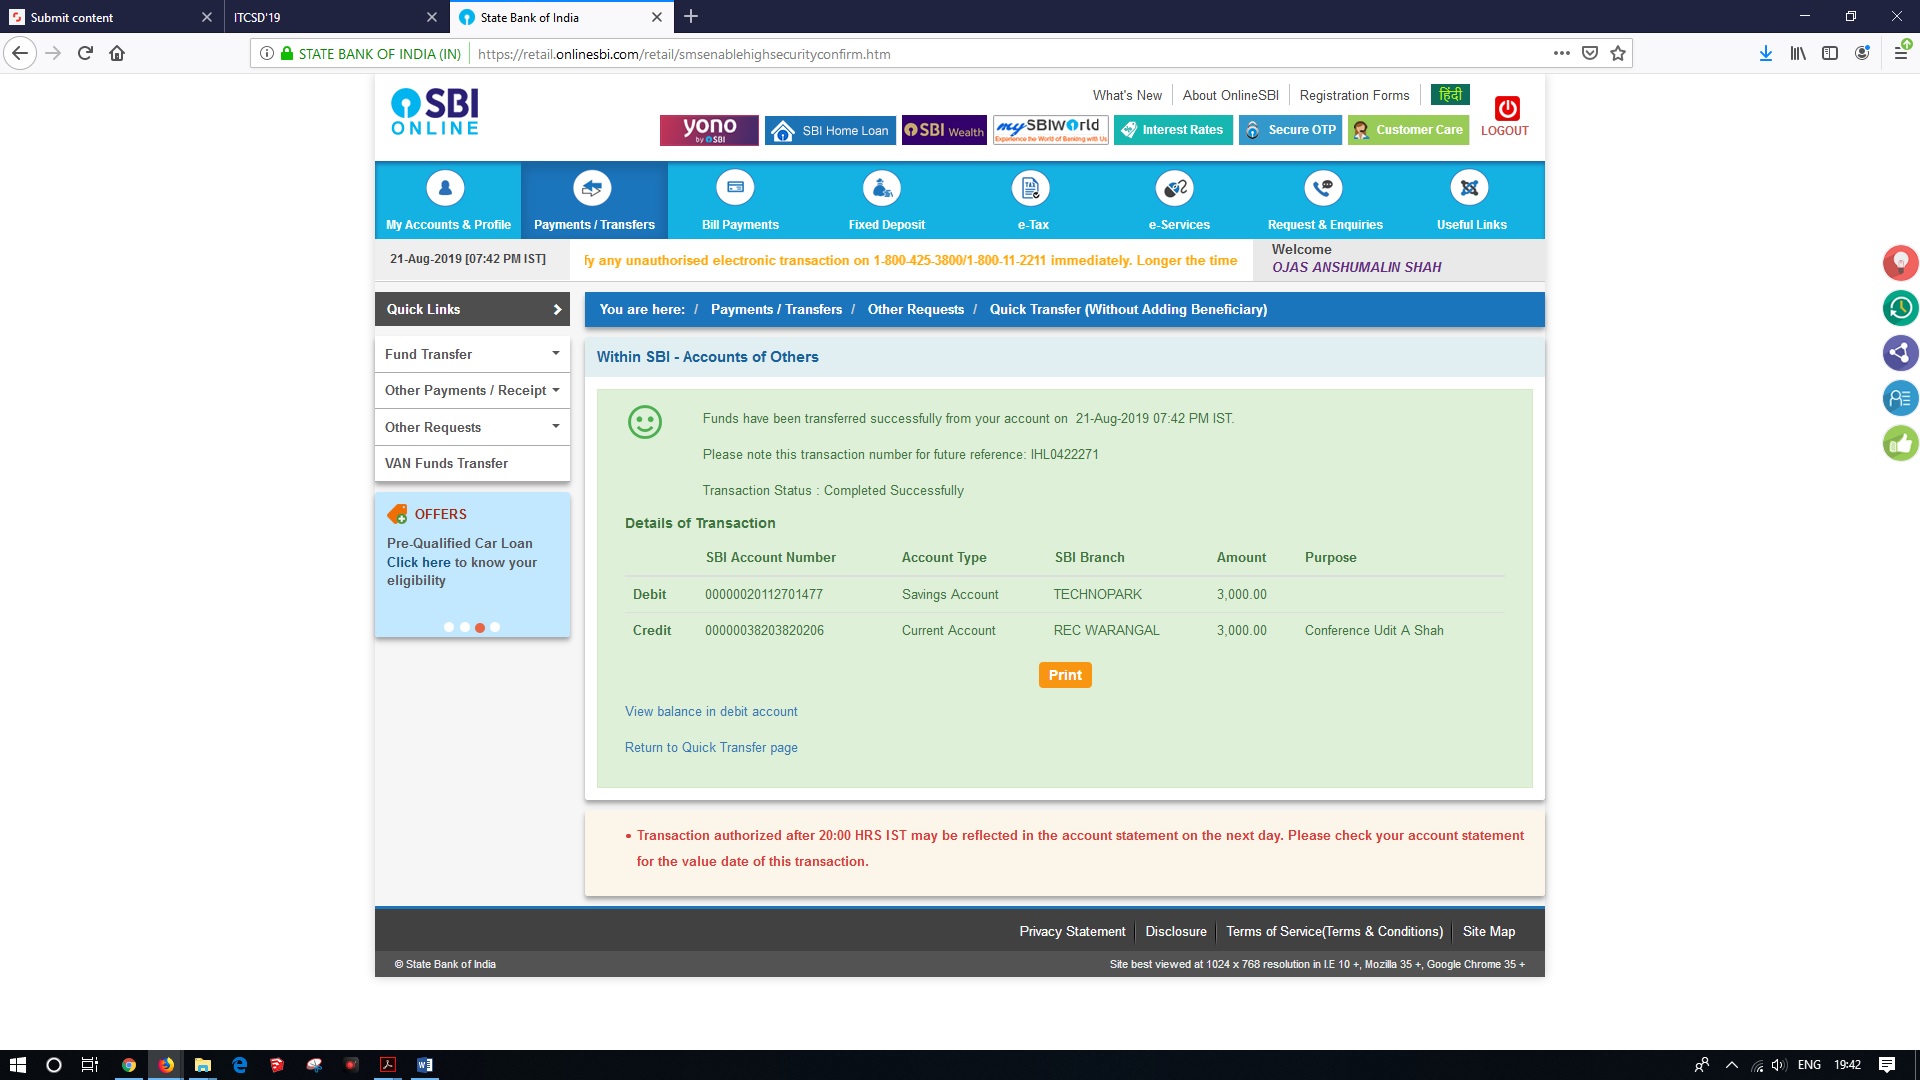 Submit content
ITCSD'19
State Bank of India
STATE BANK OF INDIA (IN)
https://retail.onlinesbi.com/retail/smsenablehighsecurityconfirm.htm
SBI
ONLINE
What's New
About OnlineSBI
Registration Forms
हिंदी
LOGOUT
yono
by SBI
SBI Home Loan
SBI Wealth
my SBIWorld
Experience the World of Banking with Us
Interest Rates
Secure OTP
Customer Care
My Accounts & Profile
Payments / Transfers
Bill Payments
Fixed Deposit
e-Tax
e-Services
Request & Enquiries
Useful Links
21-Aug-2019 [07:42 PM IST]
fy any unauthorised electronic transaction on 1-800-425-3800/1-800-11-2211 immediately. Longer the time
Welcome
OJAS ANSHUMALIN SHAH
Quick Links
Fund Transfer
Other Payments / Receipt
Other Requests
VAN Funds Transfer
OFFERS
Pre-Qualified Car Loan
Click here to know your
eligibility
You are here: / Payments / Transfers / Other Requests / Quick Transfer (Without Adding Beneficiary)
Within SBI - Accounts of Others
Funds have been transferred successfully from your account on 21-Aug-2019 07:42 PM IST.
Please note this transaction number for future reference: IHL0422271
Transaction Status : Completed Successfully
Details of Transaction
SBI Account Number Account Type SBI Branch Amount Purpose
Debit 00000020112701477 Savings Account TECHNOPARK 3,000.00
Credit 00000038203820206 Current Account REC WARANGAL 3,000.00 Conference Udit A Shah
Print
View balance in debit account
Return to Quick Transfer page
• Transaction authorized after 20:00 HRS IST may be reflected in the account statement on the next day. Please check your account statement
for the value date of this transaction.
Privacy Statement
Disclosure
Terms of Service(Terms & Conditions)
Site Map
© State Bank of India
Site best viewed at 1024 x 768 resolution in I.E 10 +, Mozilla 35 +, Google Chrome 35 +
ENG
19:42